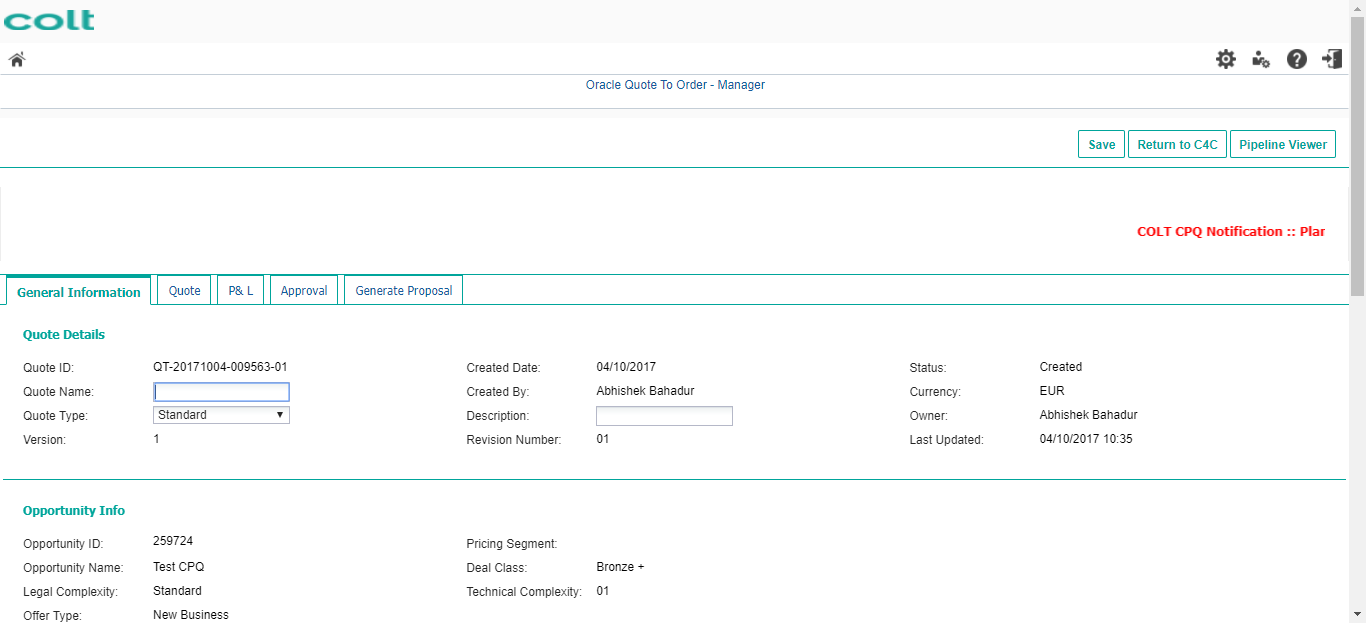 colt
Oracle Quote To Order - Manager
Save Return to C4C Pipeline Viewer
COLT CPQ Notification :: Plar
General Information Quote P& L Approval Generate Proposal
Quote Details
Quote ID: QT-20171004-009563-01 Created Date: 04/10/2017 Status: Created
Quote Name: Created By: Abhishek Bahadur Currency: EUR
Quote Type: Standard Description: Owner: Abhishek Bahadur
Version: 1 Revision Number: 01 Last Updated: 04/10/2017 10:35
Opportunity Info
Opportunity ID: 259724 Pricing Segment:
Opportunity Name: Test CPQ Deal Class: Bronze +
Legal Complexity: Standard Technical Complexity: 01
Offer Type: New Business